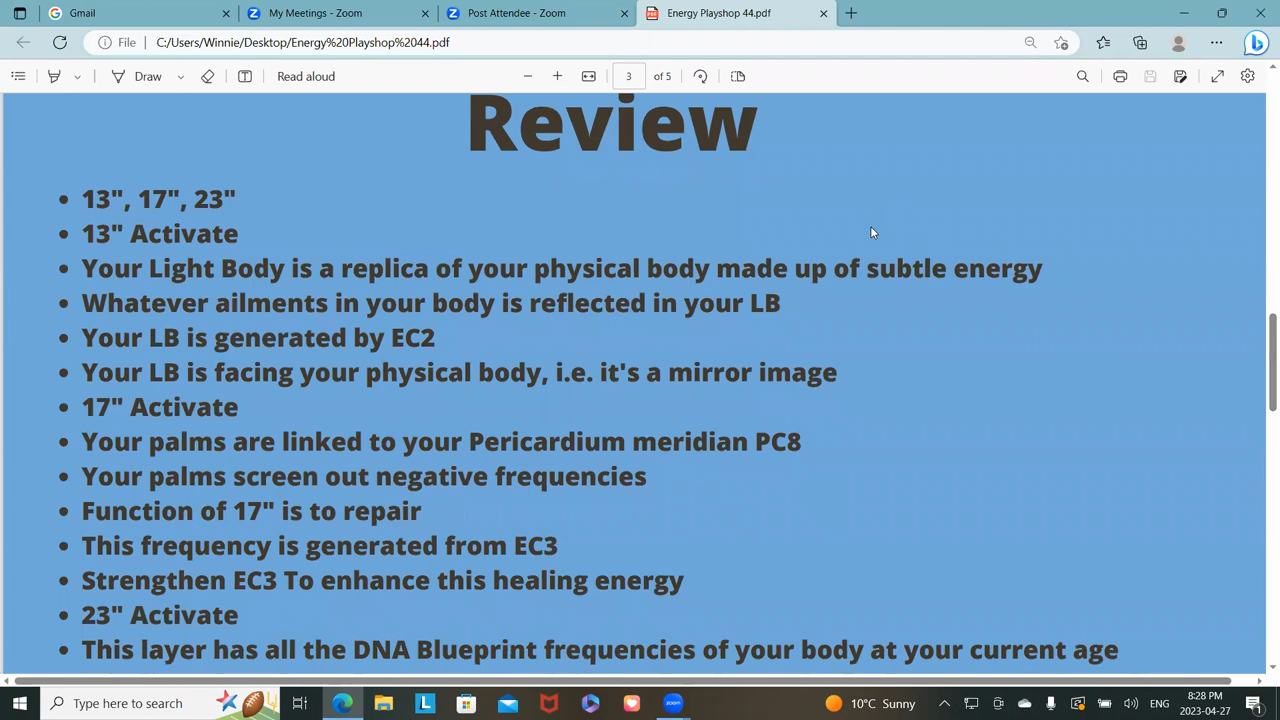 Gmail
My Meetings - Zoom
Post Attendee - Zoom
Energy Playshop 44.pdf
File
C:/Users/Winnie/Desktop/Energy%20Playshop%2044.pdf
Draw
Read aloud
3
of 5
Review
• 13", 17", 23"
• 13" Activate
• Your Light Body is a replica of your physical body made up of subtle energy
• Whatever ailments in your body is reflected in your LB
• Your LB is generated by EC2
• Your LB is facing your physical body, i.e. it's a mirror image
• 17" Activate
• Your palms are linked to your Pericardium meridian PC8
• Your palms screen out negative frequencies
• Function of 17" is to repair
• This frequency is generated from EC3
• Strengthen EC3 To enhance this healing energy
• 23" Activate
• This layer has all the DNA Blueprint frequencies of your body at your current age
Type here to search
L
zoom
10°C Sunny
ENG
8:28 PM
2023-04-27
1